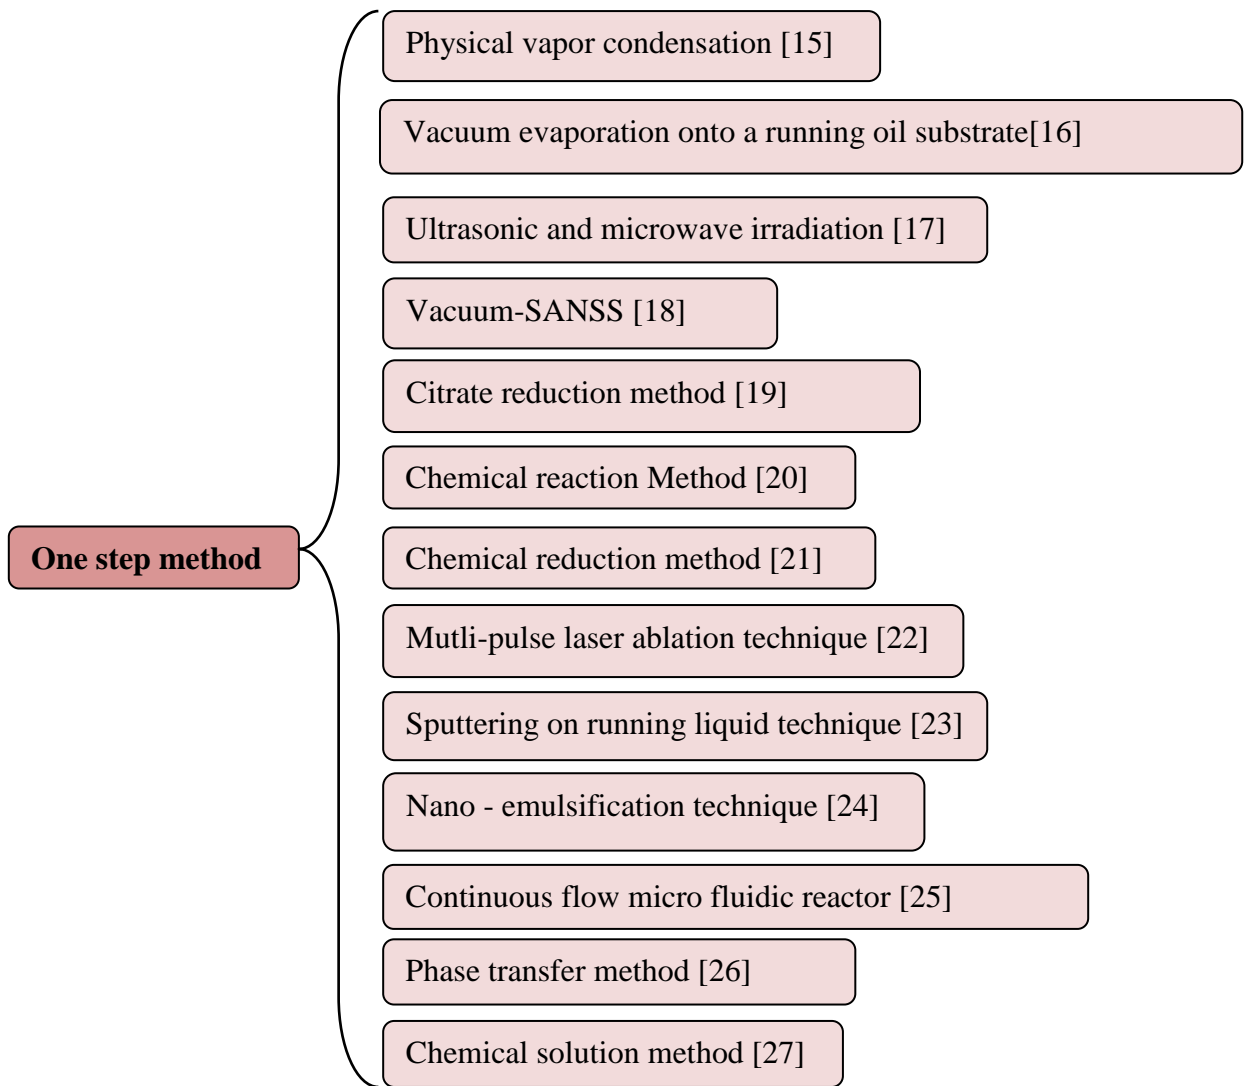 Physical vapor condensation [15]
Vacuum evaporation onto a running oil substrate[16]
Ultrasonic and microwave irradiation [17]
Vacuum-SANSS [18]
Citrate reduction method [19]
Chemical reaction Method [20]
One step method
Chemical reduction method [21]
Mutli-pulse laser ablation technique [22]
Sputtering on running liquid technique [23]
Nano - emulsification technique [24]
Continuous flow micro fluidic reactor [25]
Phase transfer method [26]
Chemical solution method [27]